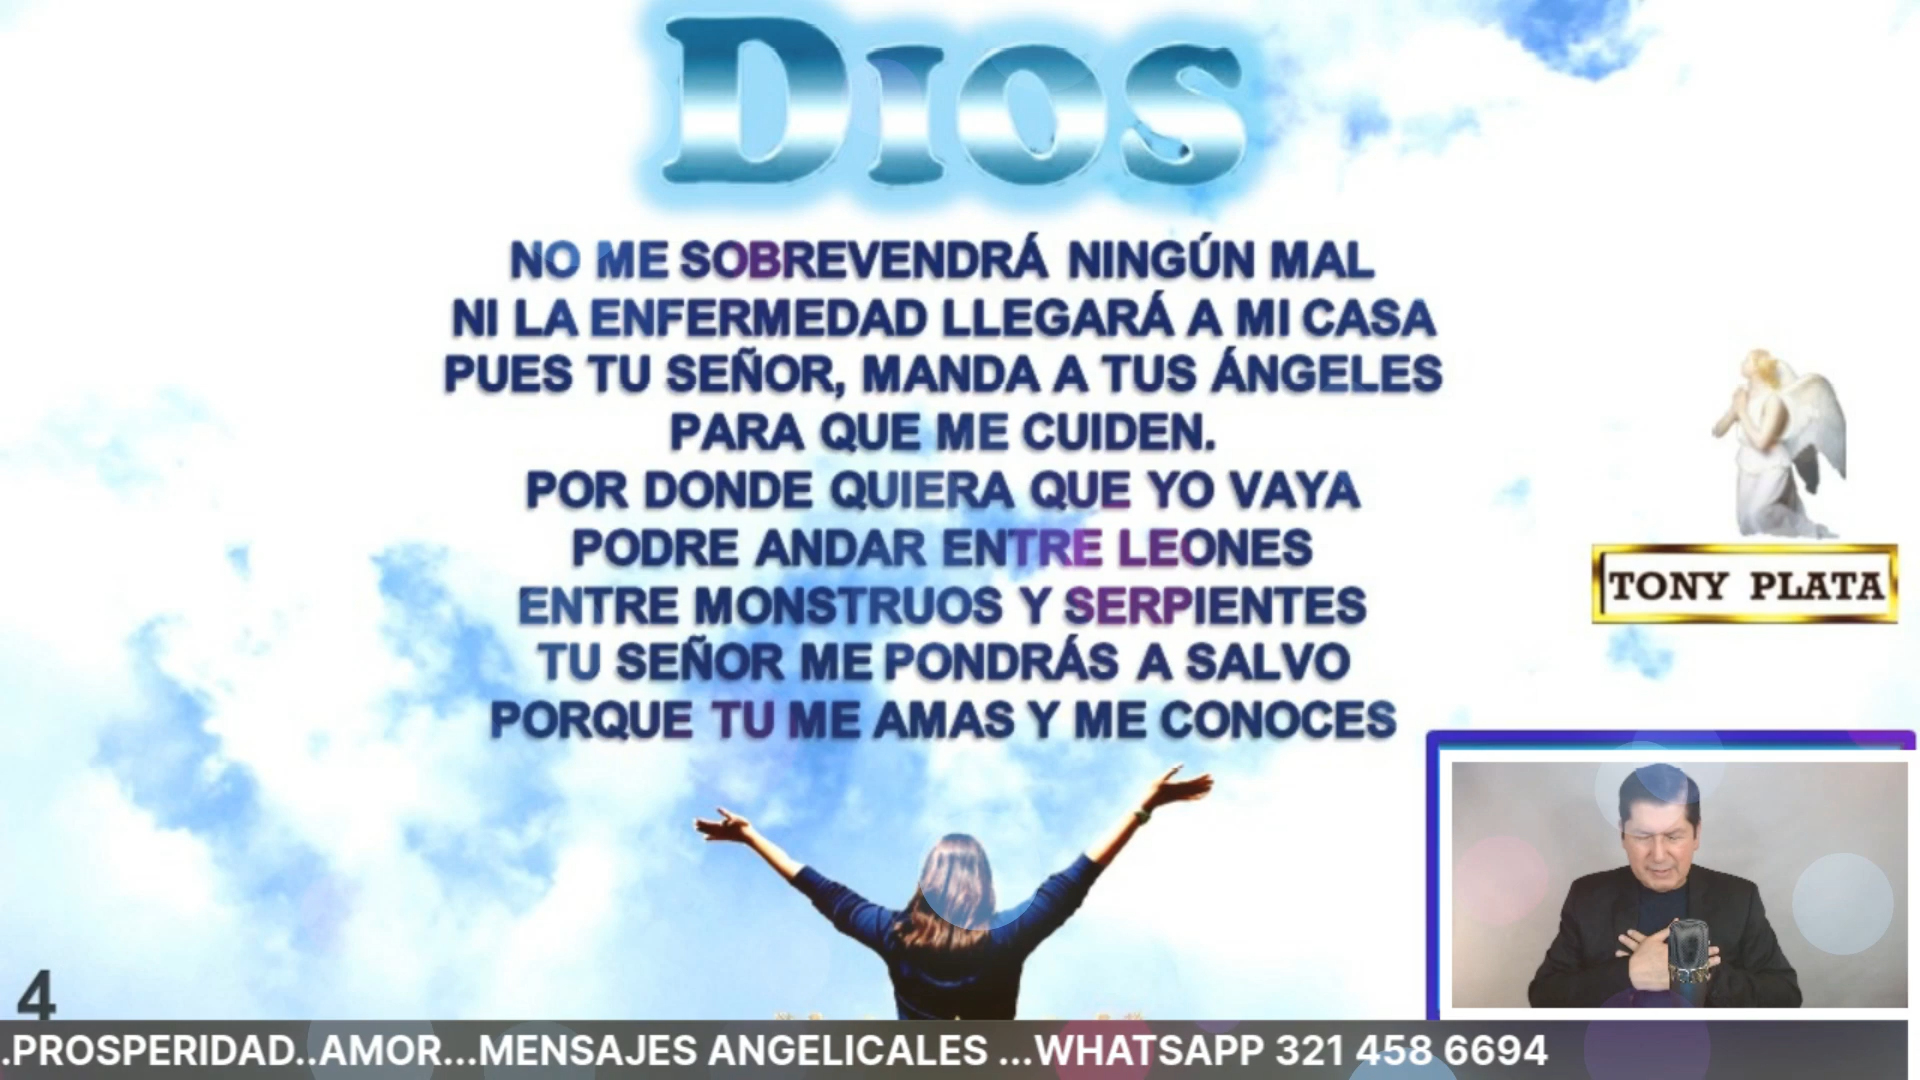 DIOS
NO ME SOBREVENDRÁ NINGÚN MAL
NI LA ENFERMEDAD LLEGARÁ A MI CASA
PUES TU SEÑOR, MANDA A TUS ÁNGELES
PARA QUE ME CUIDEN.
POR DONDE QUIERA QUE YO VAYA
PODRE ANDAR ENTRE LEONES
ENTRE MONSTRUOS Y SERPIENTES
TU SEÑOR ME PONDRÁS A SALVO
PORQUE TU ME AMAS Y ME CONOCES
TONY PLATA
4
.PROSPERIDAD..AMOR...MENSAJES ANGELICALES ...WHATSAPP 321 458 6694